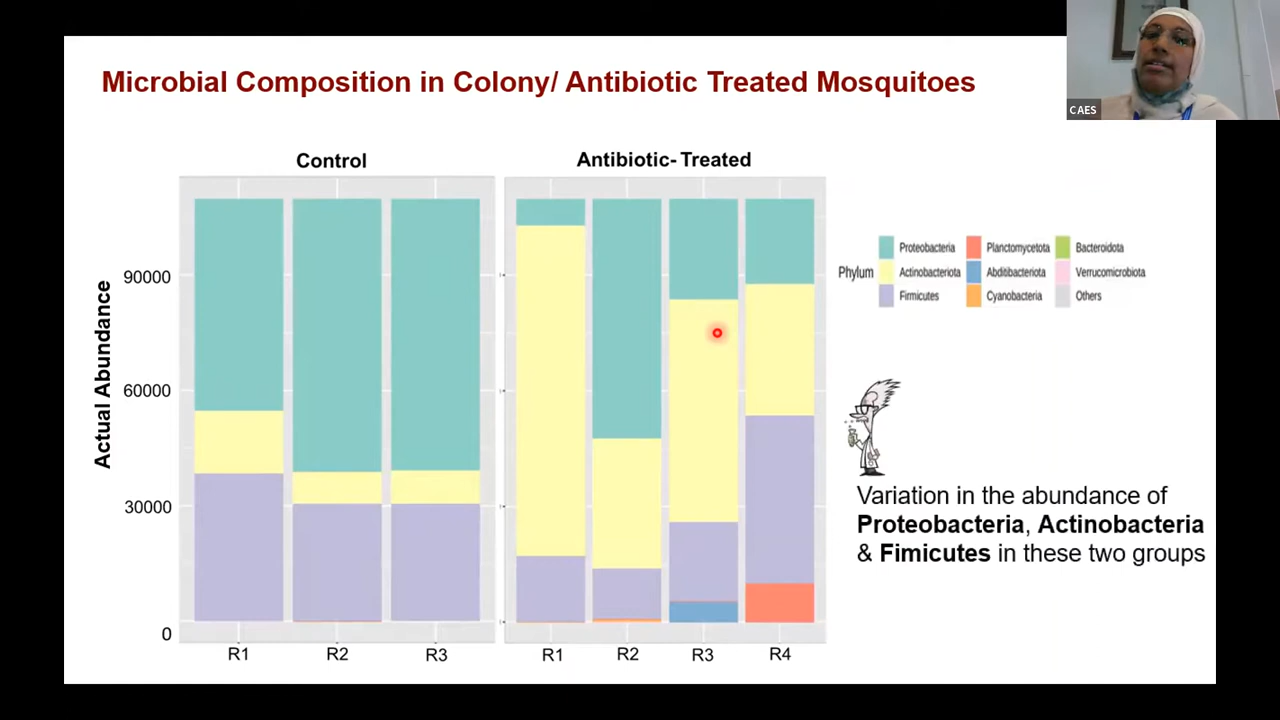 Microbial Composition in Colony/ Antibiotic Treated Mosquitoes
CAES
Control
Antibiotic- Treated
Actual Abundance
90000
60000
30000
0
R1 R2 R3
R1 R2 R3 R4
Phylum
Proteobacteria Planctomycetota Bacteroidota
Actinobacteriota Abditibacteriota Verrucomicrobiota
Firmicutes Cyanobacteria Others
Variation in the abundance of
Proteobacteria, Actinobacteria
& Fimicutes in these two groups